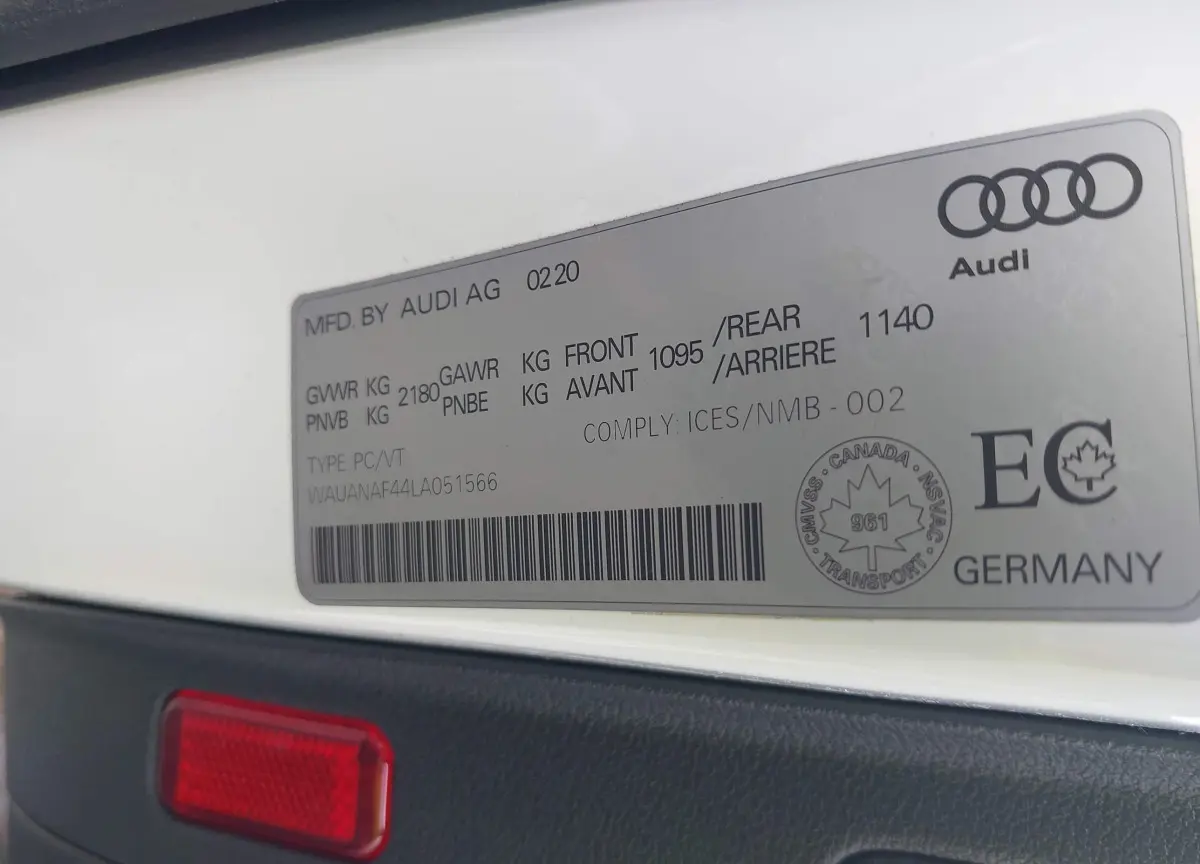 Audi
MFD. BY AUDI AG 0220
GVWR KG 2180 GAWR KG FRONT 1095 /REAR 1140
PNVB KG PNBE KG AVANT /ARRIERE
COMPLY: ICES/NMB - 002
TYPE PC/VT
WAUANAF44LA051566
CANADA · NSVAC · TRANSPORT · CMVSS ·
961
EC
GERMANY